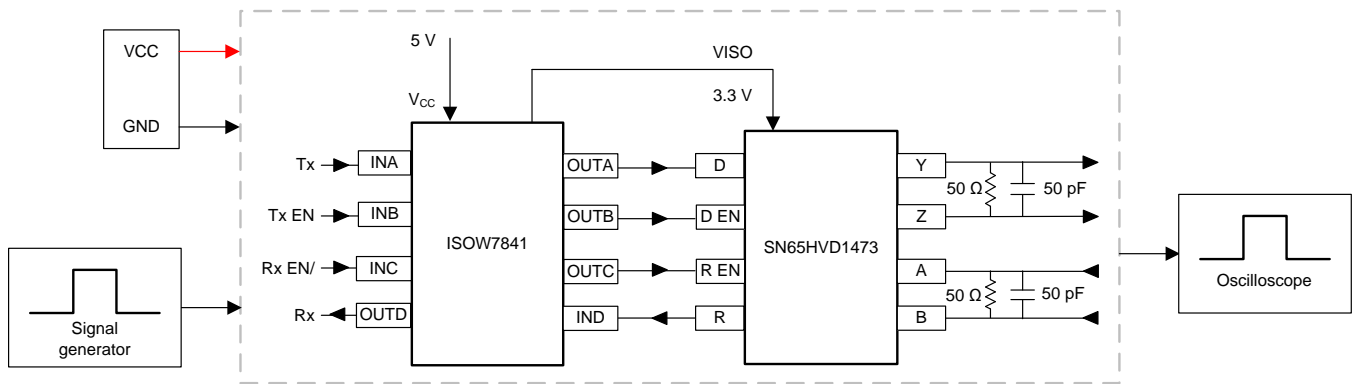 VCC
GND
5 V
VCC
VISO
3.3 V
Tx
INA
Tx EN
INB
Rx EN/
INC
Rx
OUTD
ISOW7841
OUTA
OUTB
OUTC
IND
D
D EN
R EN
R
SN65HVD1473
Y
Z
A
B
50 Ω
50 pF
50 Ω
50 pF
Signal
generator
Oscilloscope